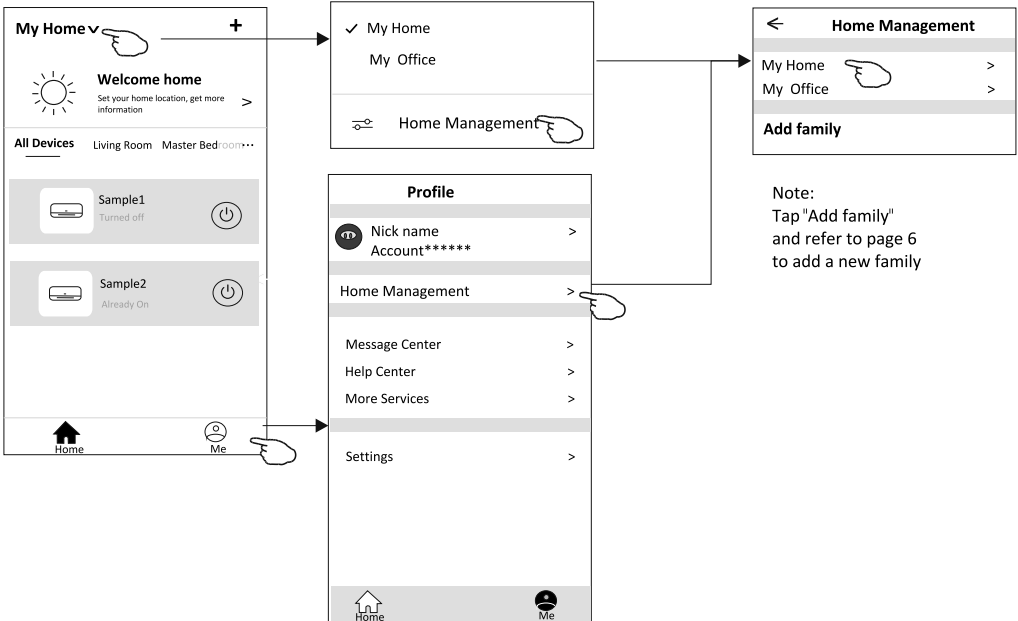 My Home
+
Welcome home
Set your home location, get more
information
>
All Devices Living Room Master Bedroom ...
Sample1
Turned off
Sample2
Already On
Home
Me
✓ My Home
My Office
Home Management
Profile
Nick name >
Account******
Home Management >
Message Center >
Help Center >
More Services >
Settings >
Home
Me
Home Management
My Home >
My Office >
Add family
Note:
Tap "Add family"
and refer to page 6
to add a new family